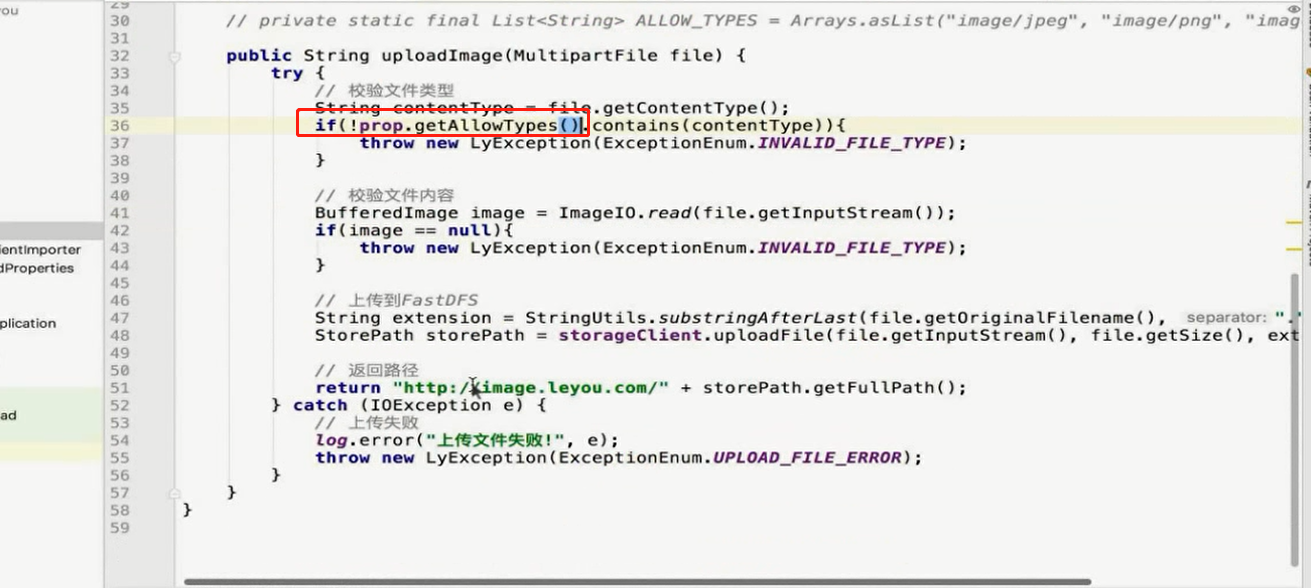 ou
ientImporter
dProperties
plication
ad
29
30 // private static final List<String> ALLOW_TYPES = Arrays.asList("image/jpeg", "image/png", "imag
31
32 public String uploadImage(MultipartFile file) {
33 try {
34 // 校验文件类型
35 String contentType = file.getContentType();
36 if(!prop.getAllowTypes().contains(contentType)){
37 throw new LyException(ExceptionEnum.INVALID_FILE_TYPE);
38 }
39
40 // 校验文件内容
41 BufferedImage image = ImageIO.read(file.getInputStream());
42 if(image == null){
43 throw new LyException(ExceptionEnum.INVALID_FILE_TYPE);
44 }
45
46 // 上传到FastDFS
47 String extension = StringUtils.substringAfterLast(file.getOriginalFilename(), separator: "."
48 StorePath storePath = storageClient.uploadFile(file.getInputStream(), file.getSize(), ext
49
50 // 返回路径
51 return "http://image.leyou.com/" + storePath.getFullPath();
52 } catch (IOException e) {
53 // 上传失败
54 log.error("上传文件失败!", e);
55 throw new LyException(ExceptionEnum.UPLOAD_FILE_ERROR);
56 }
57 }
58 }
59